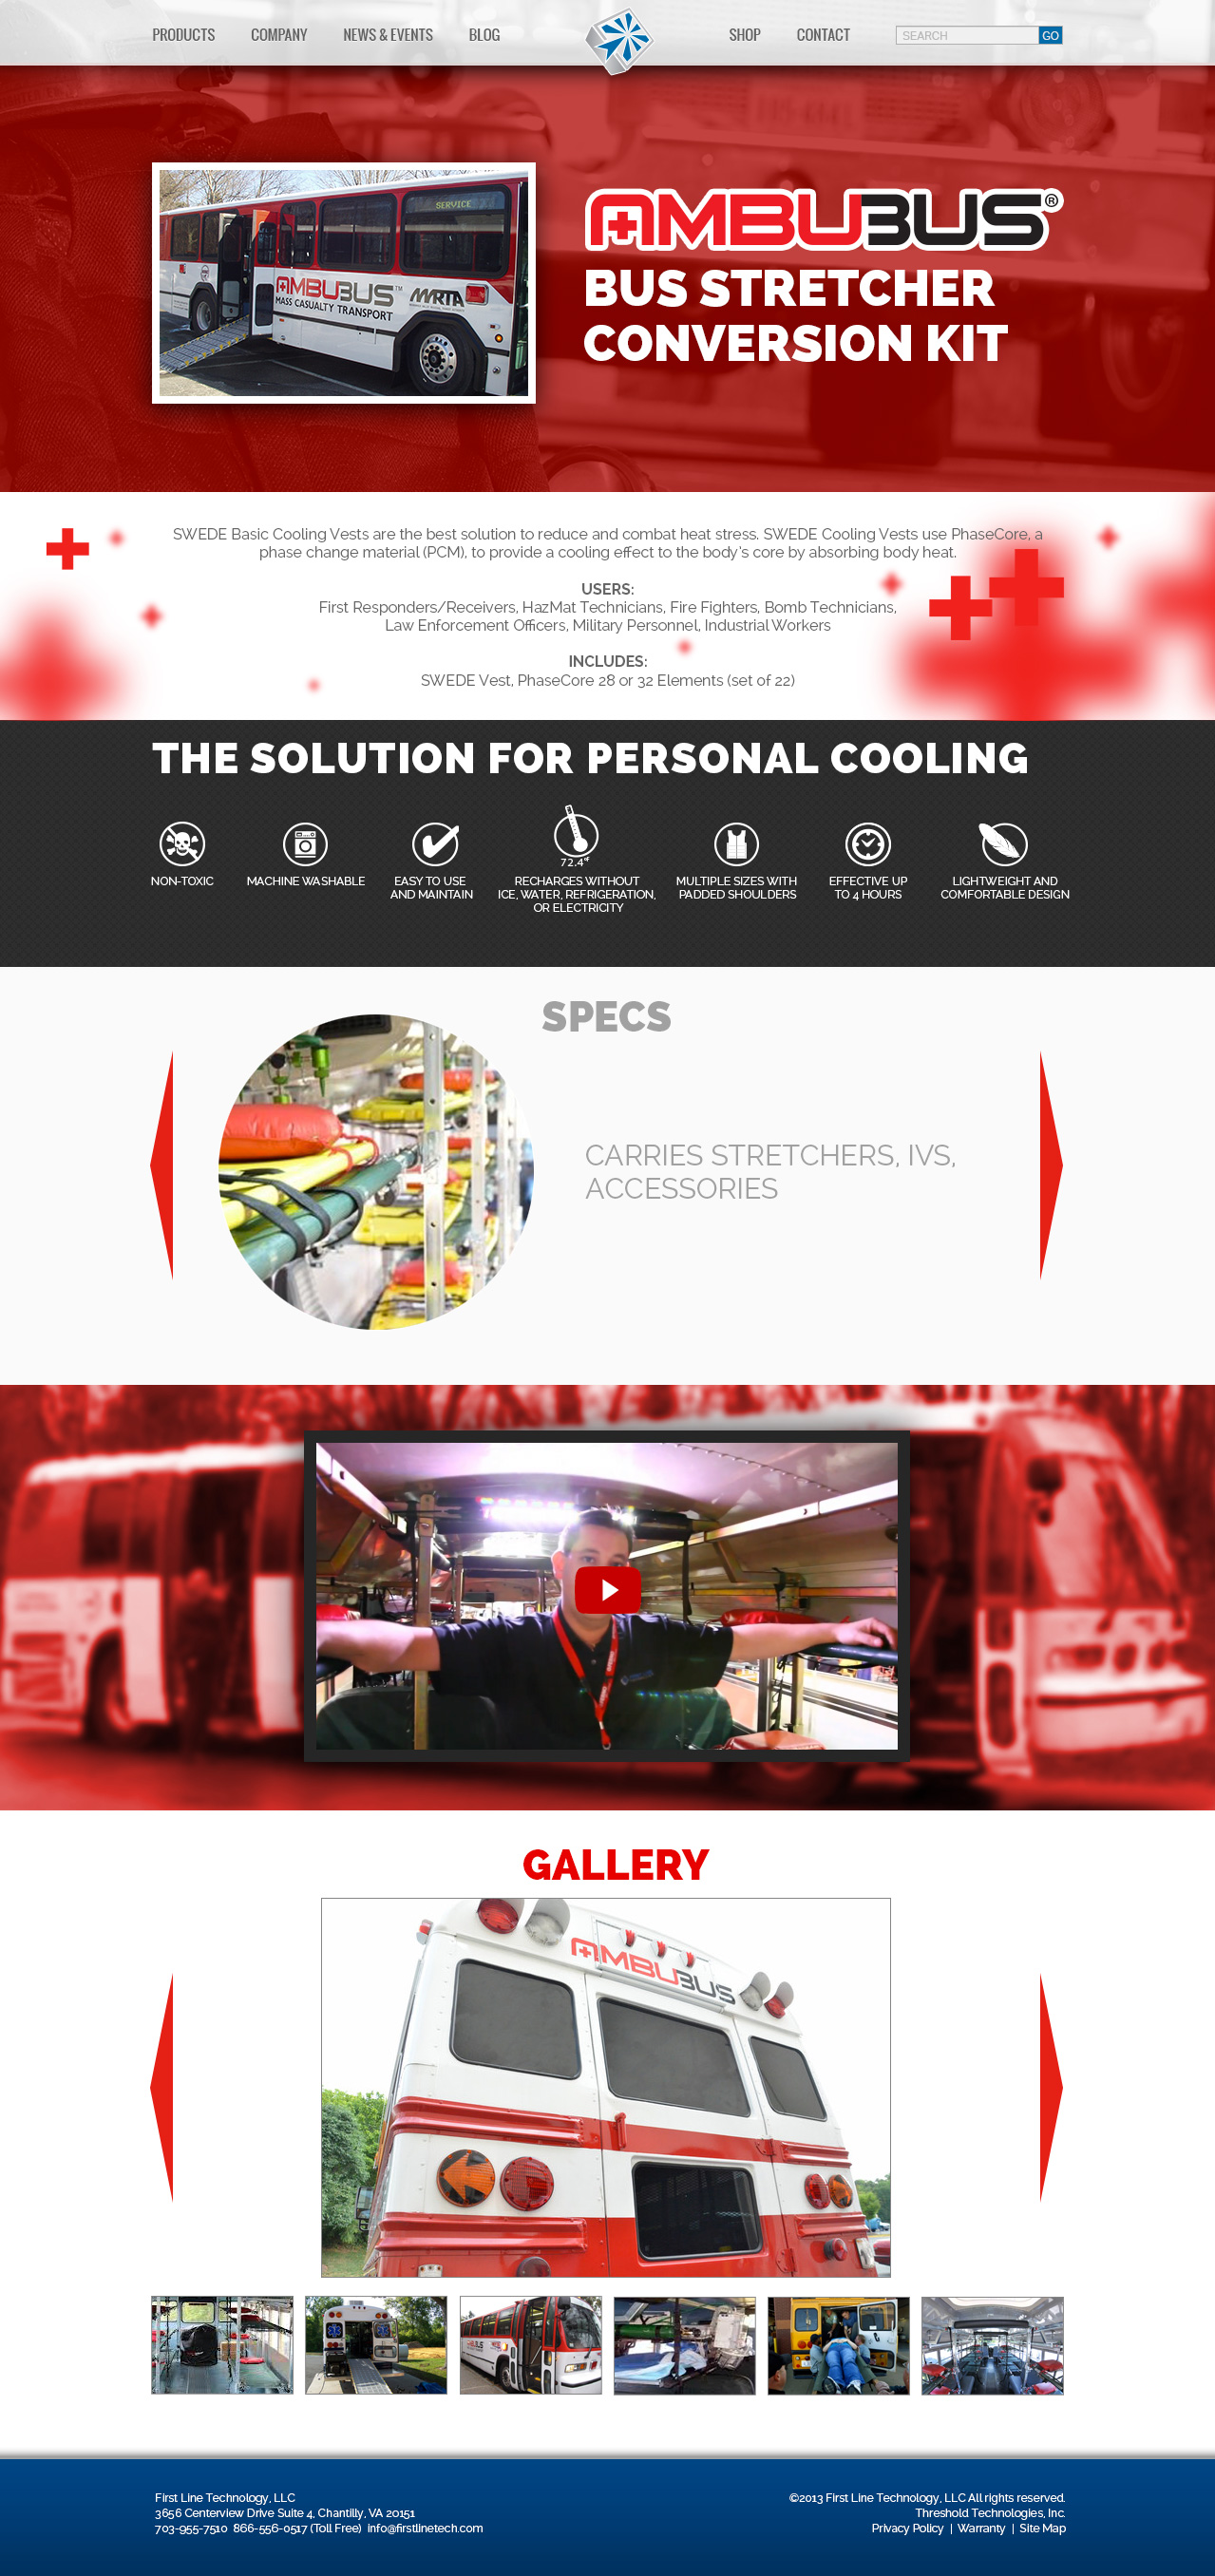 PRODUCTS COMPANY NEWS & EVENTS BLOG SHOP CONTACT SEARCH GO
SERVICE
AMBUBUS™ MRTA
MASS CASUALTY TRANSPORT
AMBUBUS®
BUS STRETCHER
CONVERSION KIT
SWEDE Basic Cooling Vests are the best solution to reduce and combat heat stress. SWEDE Cooling Vests use PhaseCore, a
phase change material (PCM), to provide a cooling effect to the body's core by absorbing body heat.
USERS:
First Responders/Receivers, HazMat Technicians, Fire Fighters, Bomb Technicians,
Law Enforcement Officers, Military Personnel, Industrial Workers
INCLUDES:
SWEDE Vest, PhaseCore 28 or 32 Elements (set of 22)
THE SOLUTION FOR PERSONAL COOLING
72.4°F
NON-TOXIC
MACHINE WASHABLE
EASY TO USE
AND MAINTAIN
RECHARGES WITHOUT
ICE, WATER, REFRIGERATION,
OR ELECTRICITY
MULTIPLE SIZES WITH
PADDED SHOULDERS
EFFECTIVE UP
TO 4 HOURS
LIGHTWEIGHT AND
COMFORTABLE DESIGN
SPECS
CARRIES STRETCHERS, IVS,
ACCESSORIES
GALLERY
AMBUBUS
First Line Technology, LLC
3656 Centerview Drive Suite 4, Chantilly, VA 20151
703-955-7510 866-556-0517 (Toll Free) info@firstlinetech.com
©2013 First Line Technology, LLC All rights reserved.
Threshold Technologies, Inc.
Privacy Policy | Warranty | Site Map